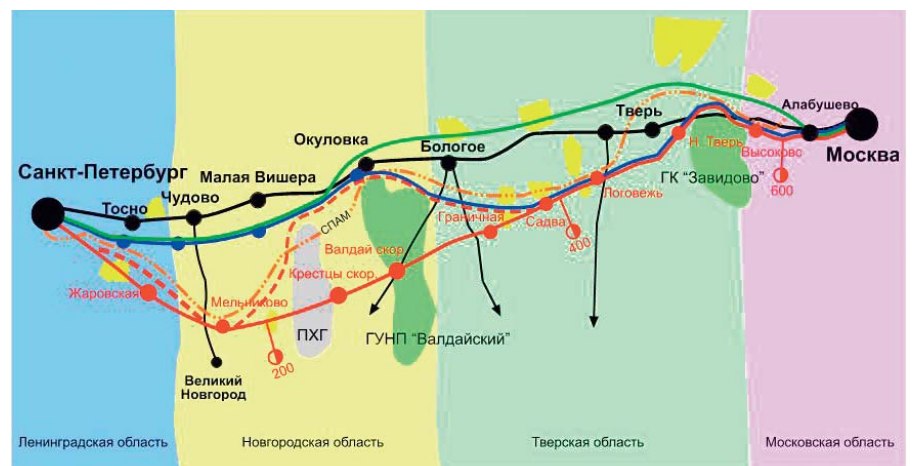 Алабушево
Тверь
Окуловка
Бологое
Н. Тверь
Высоковс
Москва
Санкт-Петербург
Малая Вишера
Чудово
Тосно
ГК “Завидово”
600
Логовежь
Граничная
Садва
400
СПАМ
Валдай скор.
Крестцы скор.
Жаровская
Мельниково
ПХГ
ГУНП “Валдайский”
200
Великий
Новгород
Ленинградская область
Новгородская область
Тверская область
Московская область